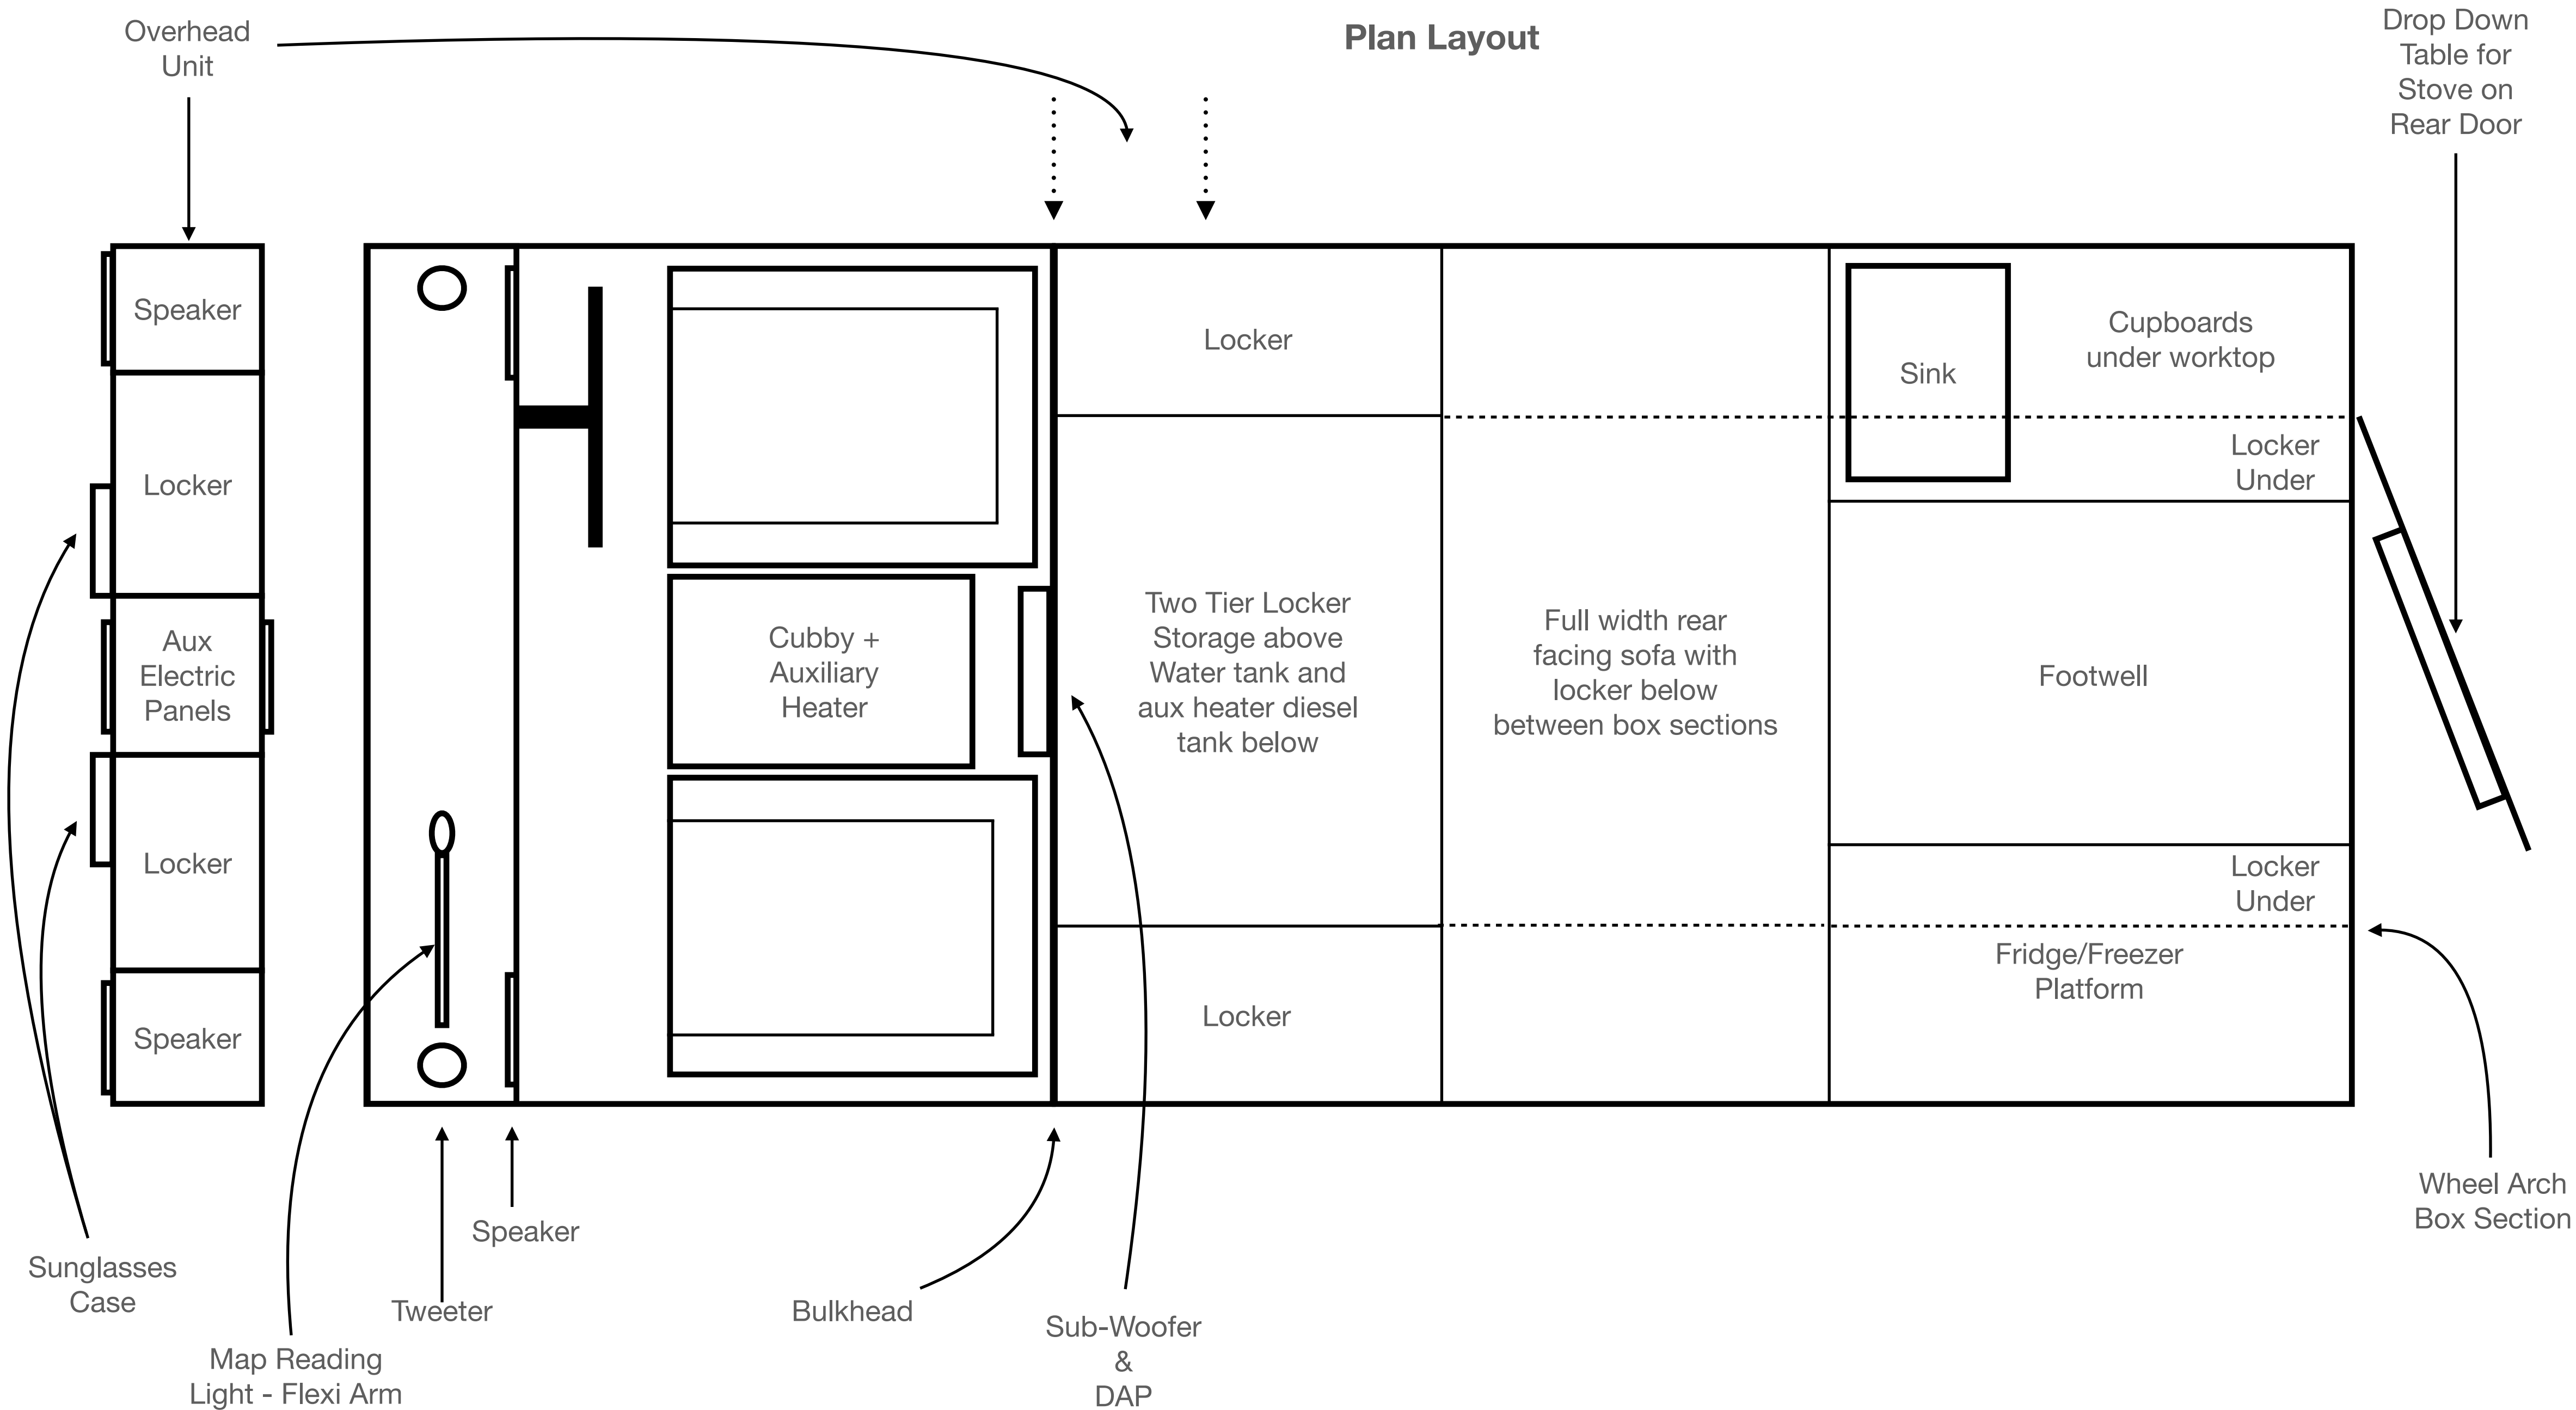 Plan Layout
Overhead
Unit
Drop Down
Table for
Stove on
Rear Door
Speaker
Locker
Aux
Electric
Panels
Locker
Speaker
Cubby +
Auxiliary
Heater
Locker
Two Tier Locker
Storage above
Water tank and
aux heater diesel
tank below
Locker
Full width rear
facing sofa with
locker below
between box sections
Sink
Cupboards
under worktop
Locker
Under
Footwell
Locker
Under
Fridge/Freezer
Platform
Wheel Arch
Box Section
Sunglasses
Case
Map Reading
Light - Flexi Arm
Tweeter
Speaker
Bulkhead
Sub-Woofer
&
DAP